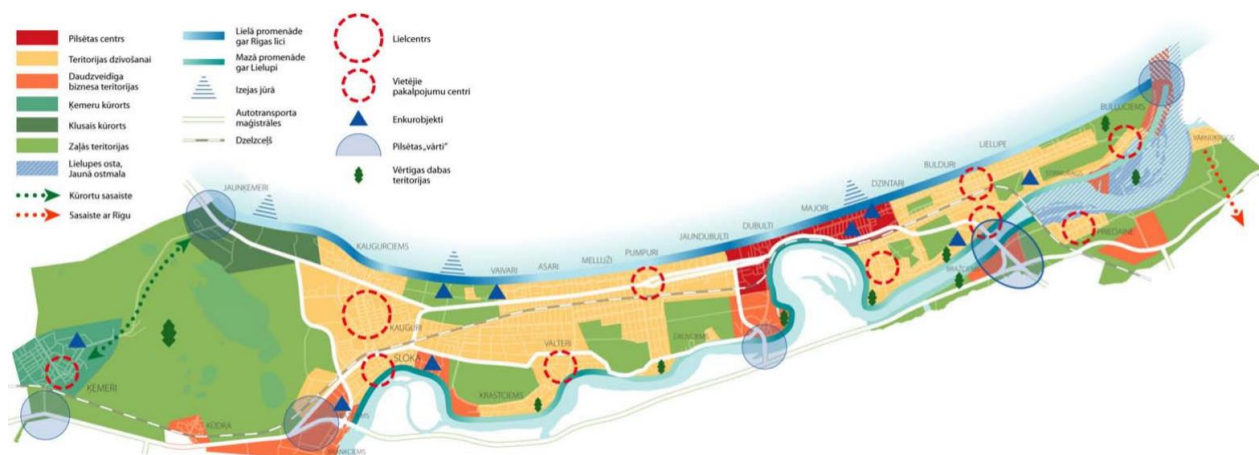 Pilsētas centrs
Teritorijas dzīvošanai
Daudzveidīga
biznesa teritorijas
Ķemeru kūrorts
Klusais kūrorts
Zaļās teritorijas
Lielupes osta,
Jaunā ostmala
Kūrortu sasaiste
Sasaiste ar Rīgu
Lielā promenāde
gar Rīgas līci
Mazā promenāde
gar Lielupi
Izejas jūrā
Autotransporta
maģistrāles
Dzelzceļš
Lielcentrs
Vietējie
pakalpojumu centri
Enkurobjekti
Pilsētas„vārti"
Vērtīgas dabas
teritorijas
JAUNĶEMERI
KAUGURCIEMS
VAIVARI
ASARI
MELLUŽI
PUMPURI
JAUNDUBULTI
DUBULTI
MAJORI
DZINTARI
BULDURI
LIELUPE
BULĻUCIEMS
PRIEDAINE
KAUGURI
SLOKA
VALTERI
KRASTCIEMS
ĶEMERI
KŪDRA